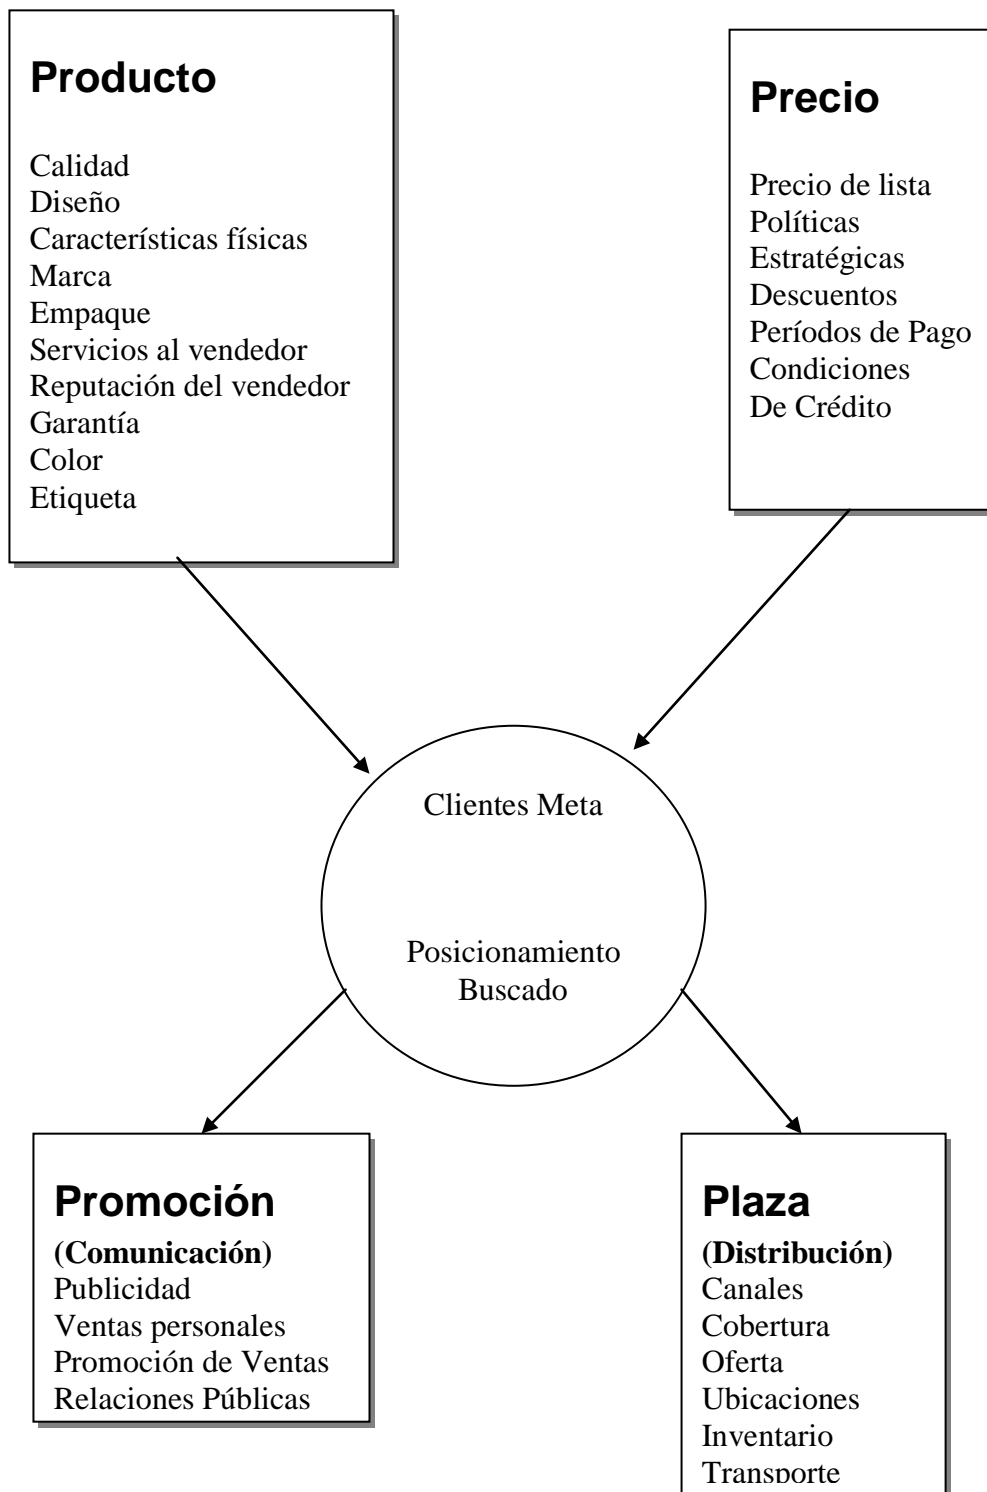 Producto
Calidad
Diseño
Características físicas
Marca
Empaque
Servicios al vendedor
Reputación del vendedor
Garantía
Color
Etiqueta
Precio
Precio de lista
Políticas
Estratégicas
Descuentos
Períodos de Pago
Condiciones
De Crédito
Clientes Meta
Posicionamiento
Buscado
Promoción
(Comunicación)
Publicidad
Ventas personales
Promoción de Ventas
Relaciones Públicas
Plaza
(Distribución)
Canales
Cobertura
Oferta
Ubicaciones
Inventario
Transporte